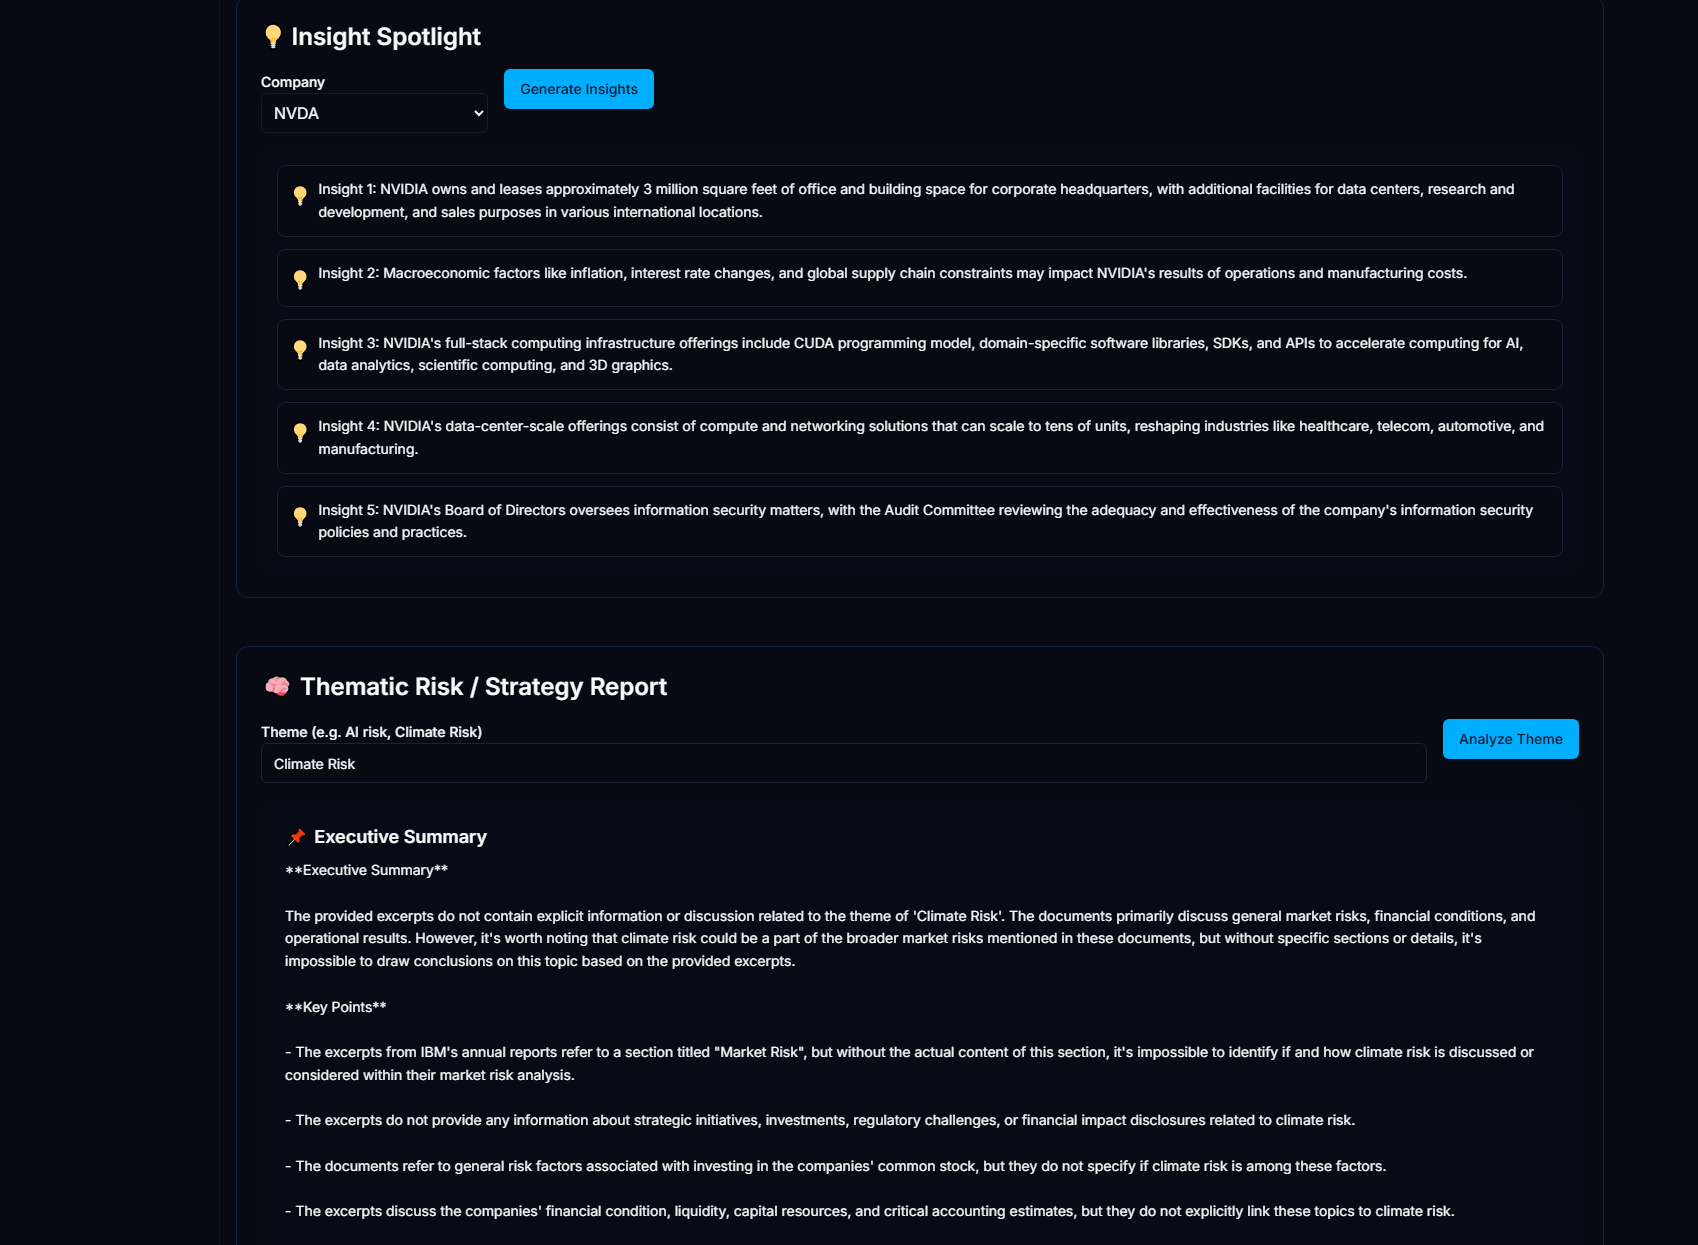 Insight Spotlight
Company
Generate Insights
NVDA
Insight 1: NVIDIA owns and leases approximately 3 million square feet of office and building space for corporate headquarters, with additional facilities for data centers, research and
development, and sales purposes in various international locations.
Insight 2: Macroeconomic factors like inflation, interest rate changes, and global supply chain constraints may impact NVIDIA's results of operations and manufacturing costs.
Insight 3: NVIDIA's full-stack computing infrastructure offerings include CUDA programming model, domain-specific software libraries, SDKs, and APIs to accelerate computing for AI,
data analytics, scientific computing, and 3D graphics.
Insight 4: NVIDIA's data-center-scale offerings consist of compute and networking solutions that can scale to tens of units, reshaping industries like healthcare, telecom, automotive, and
manufacturing.
Insight 5: NVIDIA's Board of Directors oversees information security matters, with the Audit Committee reviewing the adequacy and effectiveness of the company's information security
policies and practices.
Thematic Risk / Strategy Report
Theme (e.g. AI risk, Climate Risk)
Analyze Theme
Climate Risk
Executive Summary
**Executive Summary**
The provided excerpts do not contain explicit information or discussion related to the theme of 'Climate Risk'. The documents primarily discuss general market risks, financial conditions, and
operational results. However, it's worth noting that climate risk could be a part of the broader market risks mentioned in these documents, but without specific sections or details, it's
impossible to draw conclusions on this topic based on the provided excerpts.
**Key Points**
- The excerpts from IBM's annual reports refer to a section titled "Market Risk", but without the actual content of this section, it's impossible to identify if and how climate risk is discussed or
considered within their market risk analysis.
- The excerpts do not provide any information about strategic initiatives, investments, regulatory challenges, or financial impact disclosures related to climate risk.
- The documents refer to general risk factors associated with investing in the companies' common stock, but they do not specify if climate risk is among these factors.
- The excerpts discuss the companies' financial condition, liquidity, capital resources, and critical accounting estimates, but they do not explicitly link these topics to climate risk.